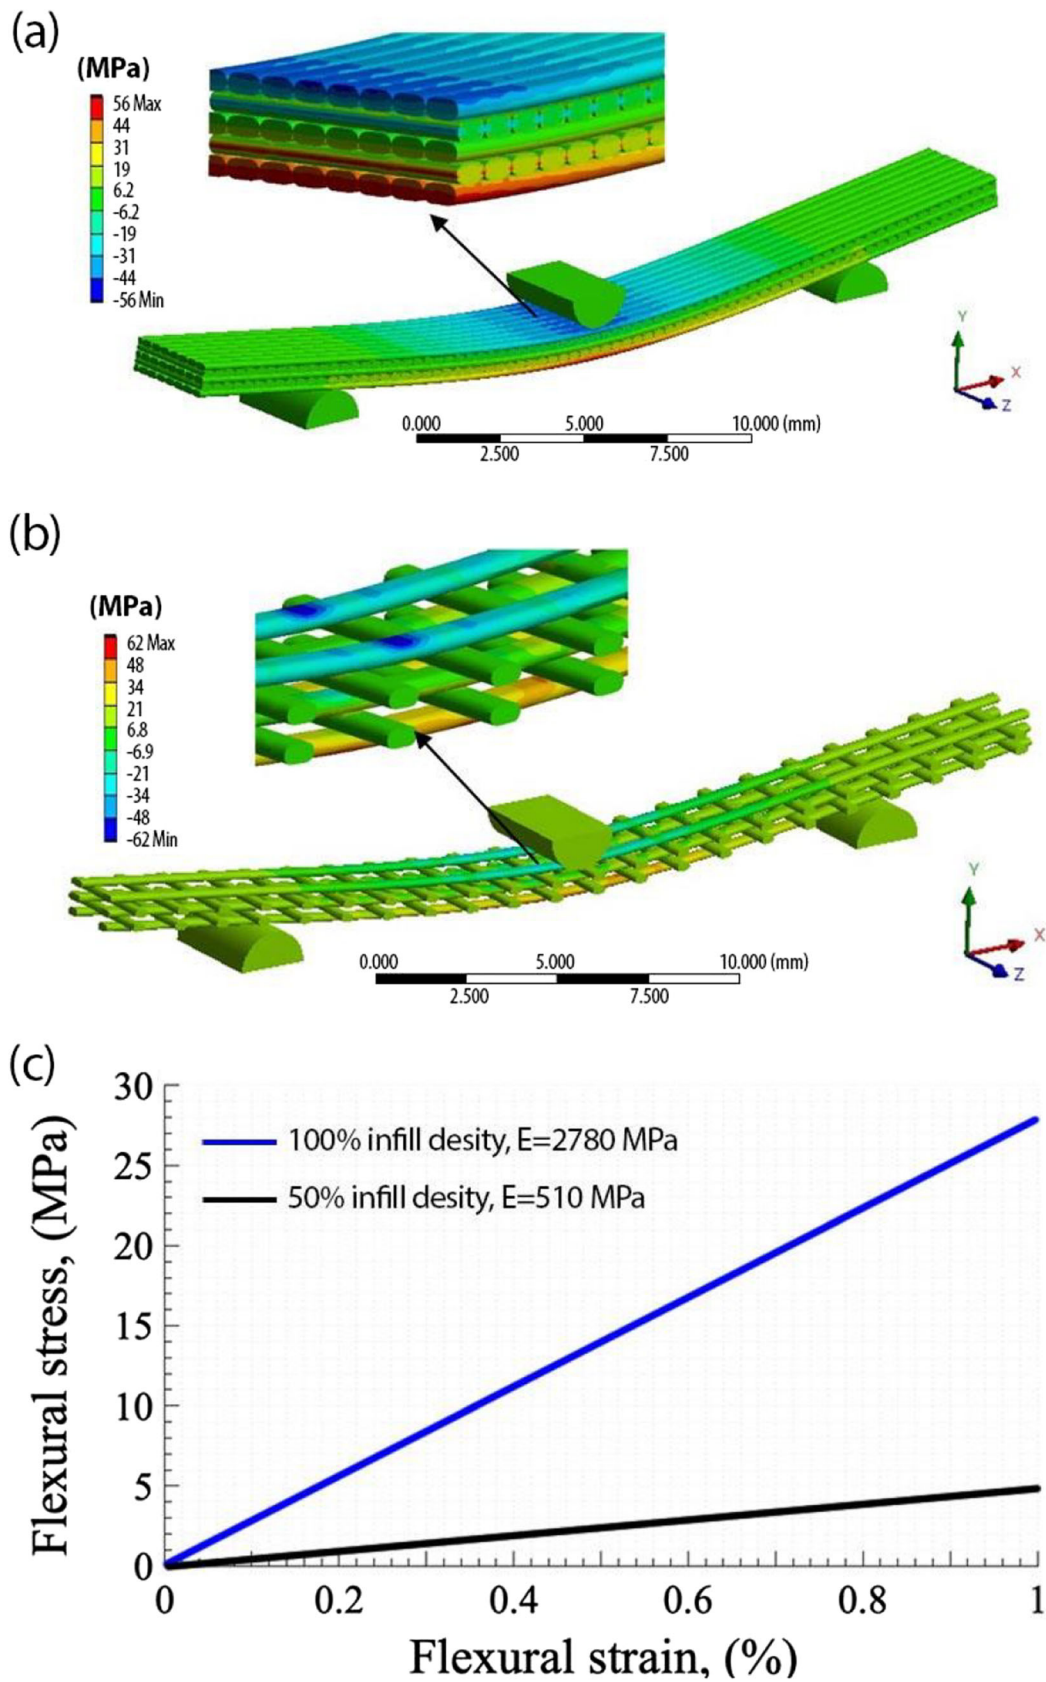 (a)
(MPa)
56 Max
44
31
19
6.2
-6.2
-19
-31
-44
-56 Min
Y
X
Z
0.000 5.000 10.000 (mm)
2.500 7.500
(b)
(MPa)
62 Max
48
34
21
6.8
-6.9
-21
-34
-48
-62 Min
Y
X
Z
0.000 5.000 10.000 (mm)
2.500 7.500
(c)
Flexural stress, (MPa)
30
25
20
15
10
5
0
100% infill desity, E=2780 MPa
50% infill desity, E=510 MPa
0 0.2 0.4 0.6 0.8 1
Flexural strain, (%)